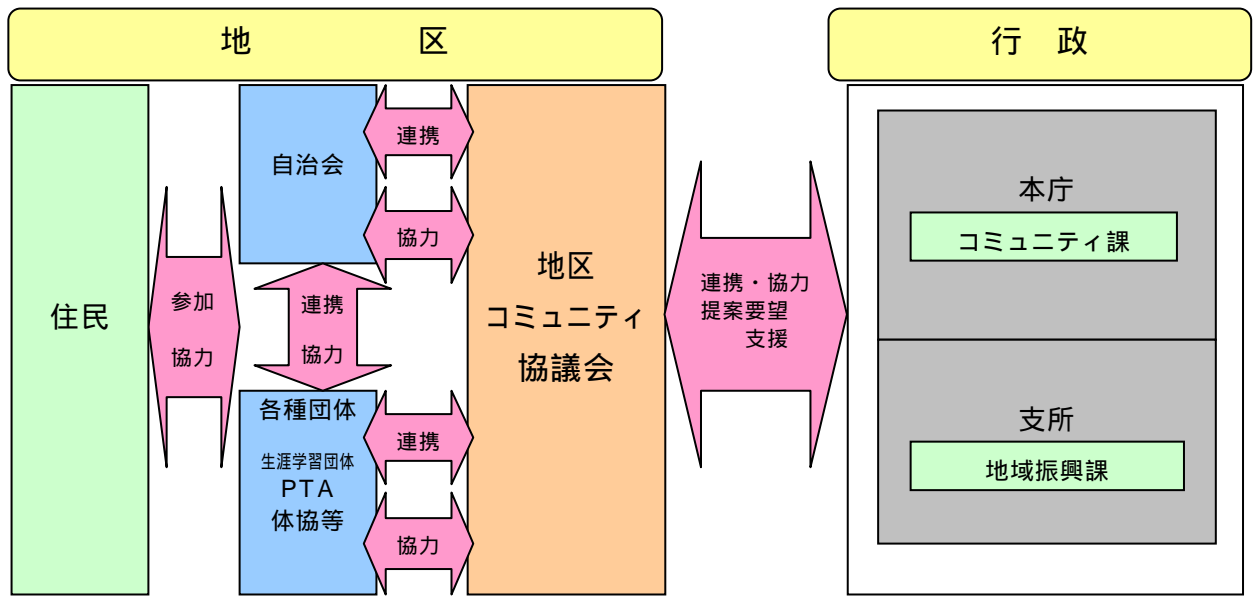 地　区
行　政
住民
参加
協力
自治会
連携
協力
連携
協力
各種団体
生涯学習団体
PTA
体協等
連携
協力
地区
コミュニティ
協議会
連携・協力
提案要望
支援
本庁
コミュニティ課
支所
地域振興課